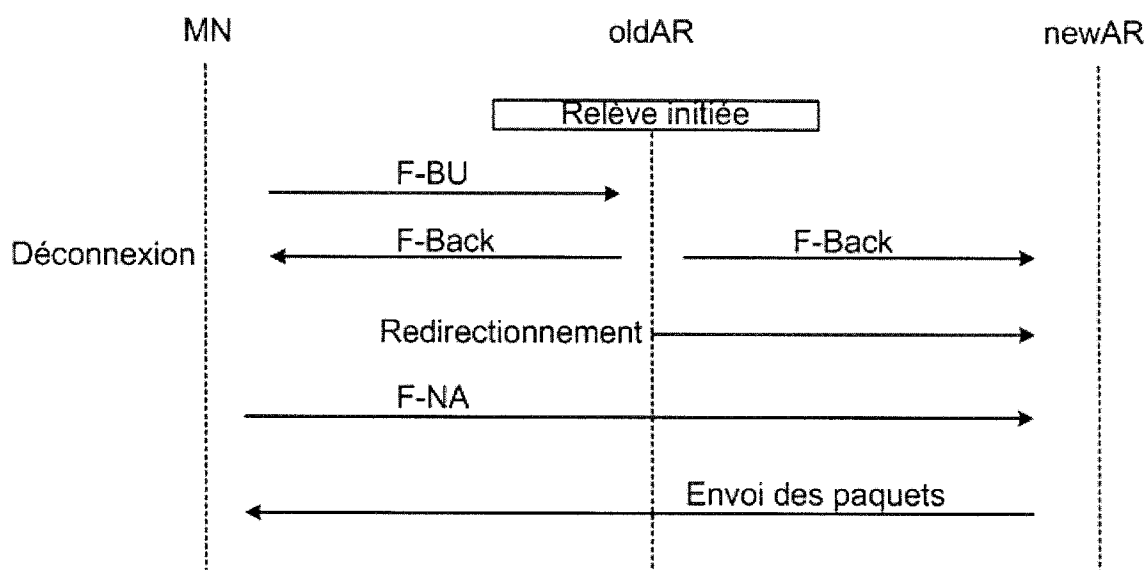 MN
oldAR
newAR
Relève initiée
F-BU
Déconnexion
F-Back
F-Back
Redirectionnement
F-NA
Envoi des paquets